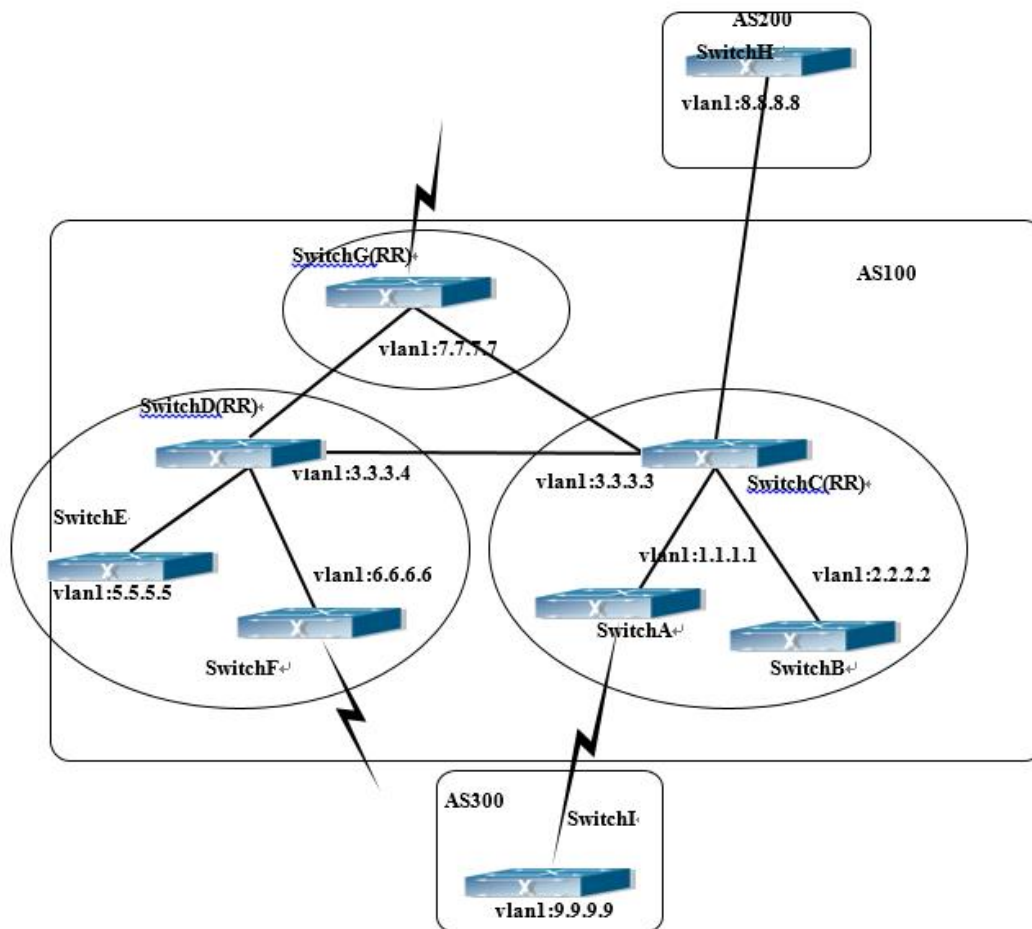 AS200
SwitchH
vlan1:8.8.8.8
SwitchG(RR)
AS100
vlan1:7.7.7.7
SwitchD(RR)
vlan1:3.3.3.4
vlan1:3.3.3.3
SwitchC(RR)
SwitchE
vlan1:5.5.5.5
vlan1:6.6.6.6
SwitchF
vlan1:1.1.1.1
vlan1:2.2.2.2
SwitchA
SwitchB
AS300
SwitchI
vlan1:9.9.9.9